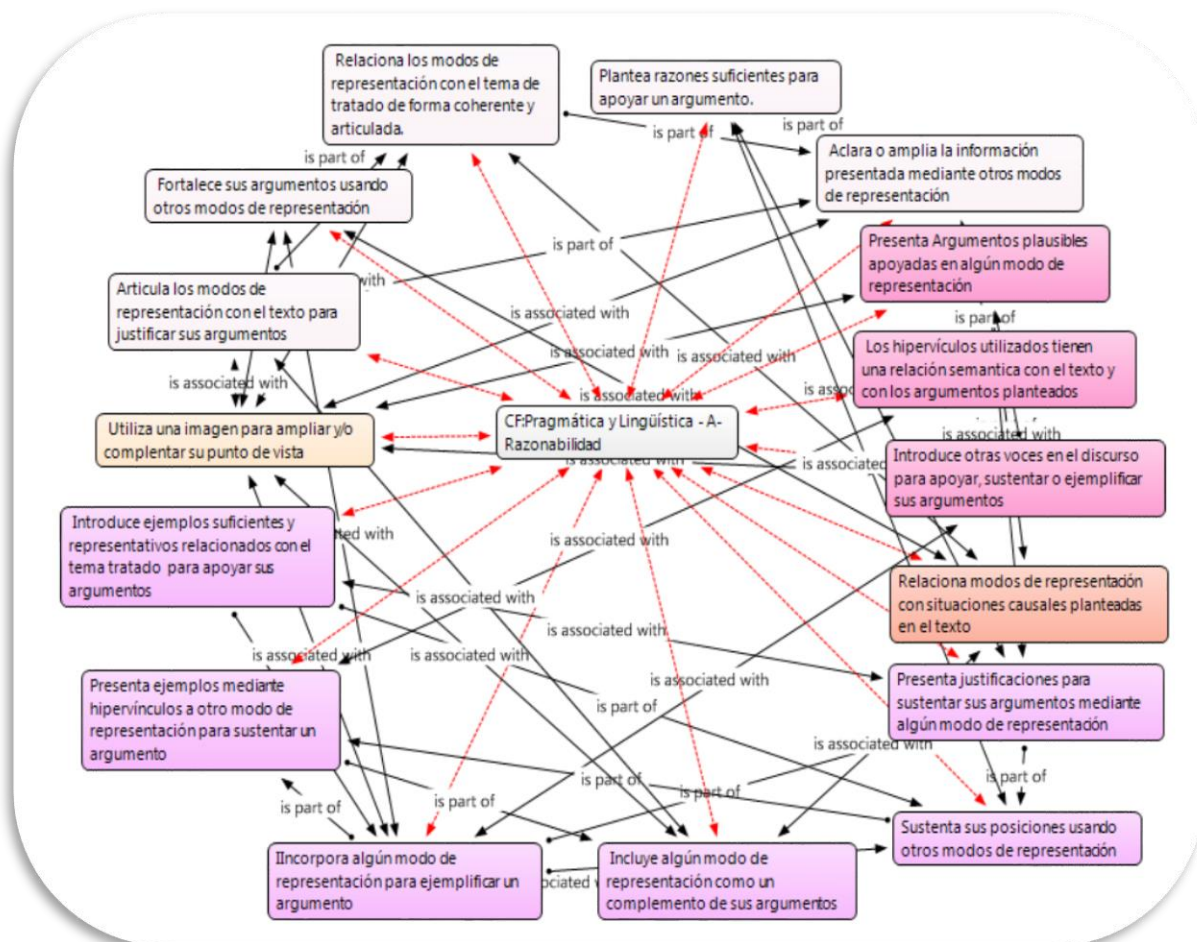 Relaciona los modos de
representación con el tema de
tratado de forma coherente y
articulada.
Plantea razones suficientes para
apoyar un argumento.
is part of
is part of
Aclara o amplia la información
presentada mediante otros modos
de representación
is part of
Fortalece sus argumentos usando
otros modos de representación
Presenta Argumentos plausibles
apoyadas en algún modo de
representación
is part of
with
Articula los modos de
representación con el texto para
justificar sus argumentos
is associated with
is part of
Los hipervículos utilizados tienen
una relación semantica con el texto y
con los argumentos planteados
is associated with
is associated with
is associated with
is associated with
Utiliza una imagen para ampliar y/o
complentar su punto de vista
CF:Pragmática y Lingüística - A-
Razonabilidad
is associated with
is associated with
Introduce otras voces en el discurso
para apoyar, sustentar o ejemplificar
sus argumentos
Introduce ejemplos suficientes y
representativos relacionados con el
tema tratado para apoyar sus
argumentos
with
is associated with
is associated with
Relaciona modos de representación
con situaciones causales planteadas
en el texto
is associated with
is associated with
is associated with
is associated with
Presenta ejemplos mediante
hipervínculos a otro modo de
representación para sustentar un
argumento
Presenta justificaciones para
sustentar sus argumentos mediante
algún modo de representación
is part of
is associated with
is part of
is part of
is part of
is part of
Sustenta sus posiciones usando
otros modos de representación
IIncorpora algún modo de
representación para ejemplificar un
argumento
Incluye algún modo de
representación como un
complemento de sus argumentos